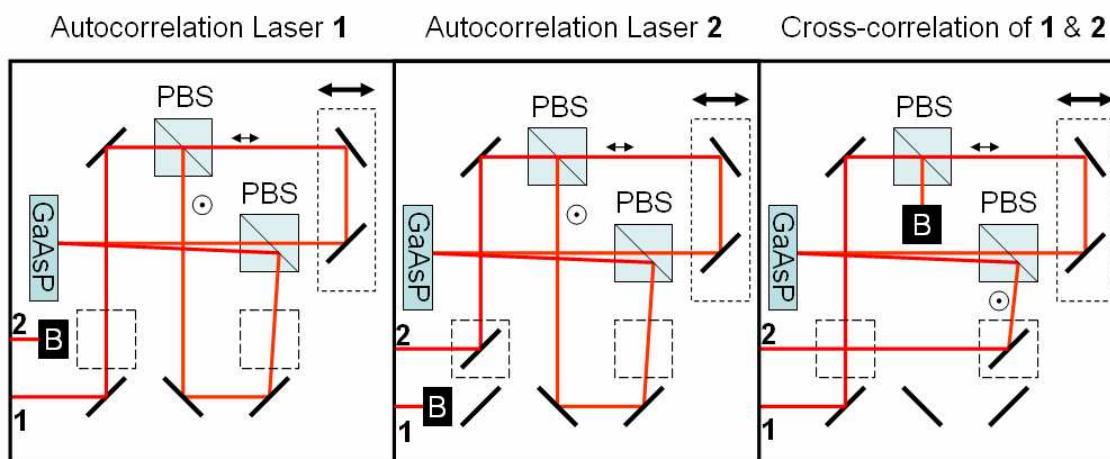 Autocorrelation Laser 1
Autocorrelation Laser 2
Cross-correlation of 1 & 2
PBS
PBS
GaAsP
2
B
1
PBS
PBS
GaAsP
2
B
1
PBS
B
PBS
GaAsP
2
1